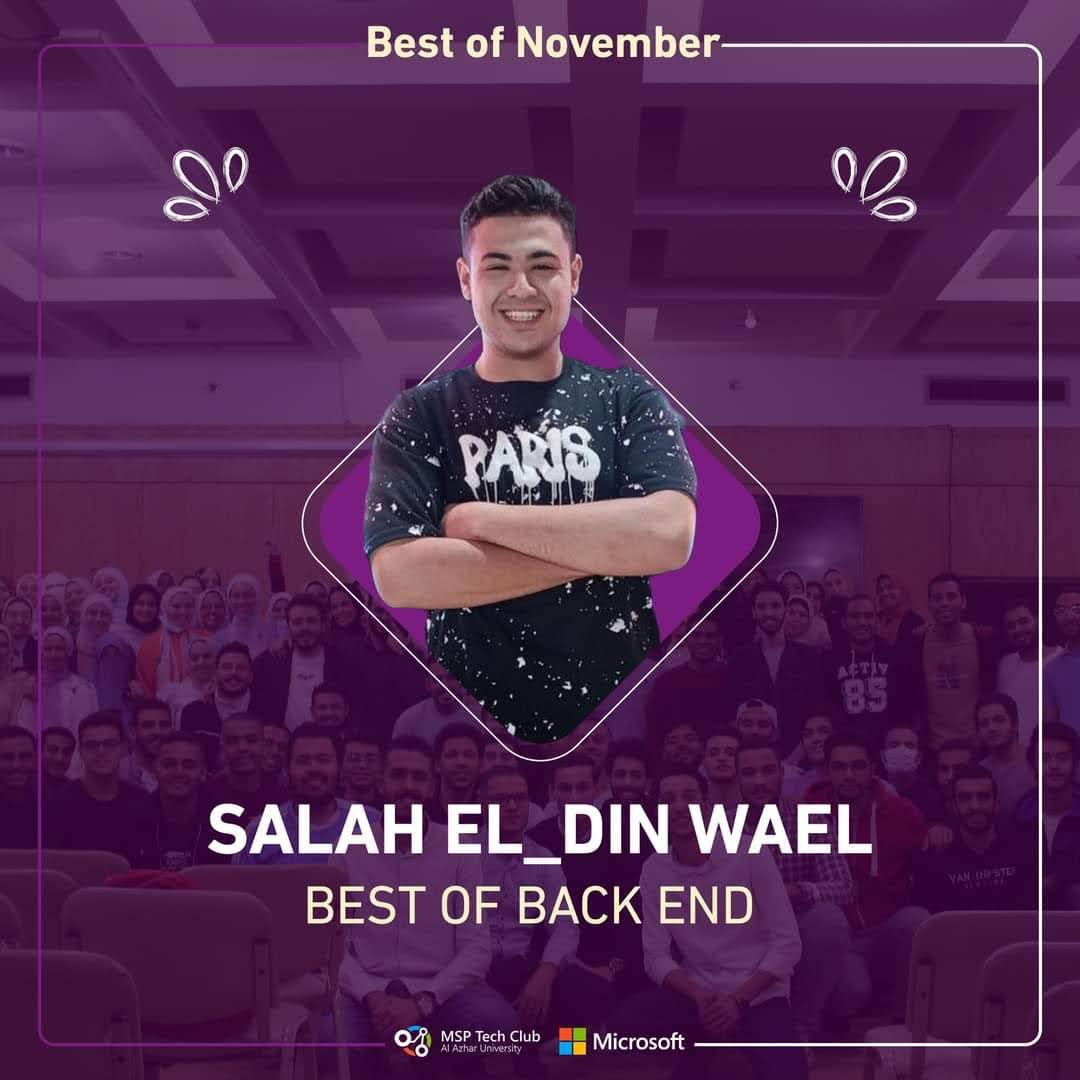 Best of November
PARIS
ACTIV
85
SALAH EL_DIN WAEL
BEST OF BACK END
MSP Tech Club
Al Azhar University
Microsoft